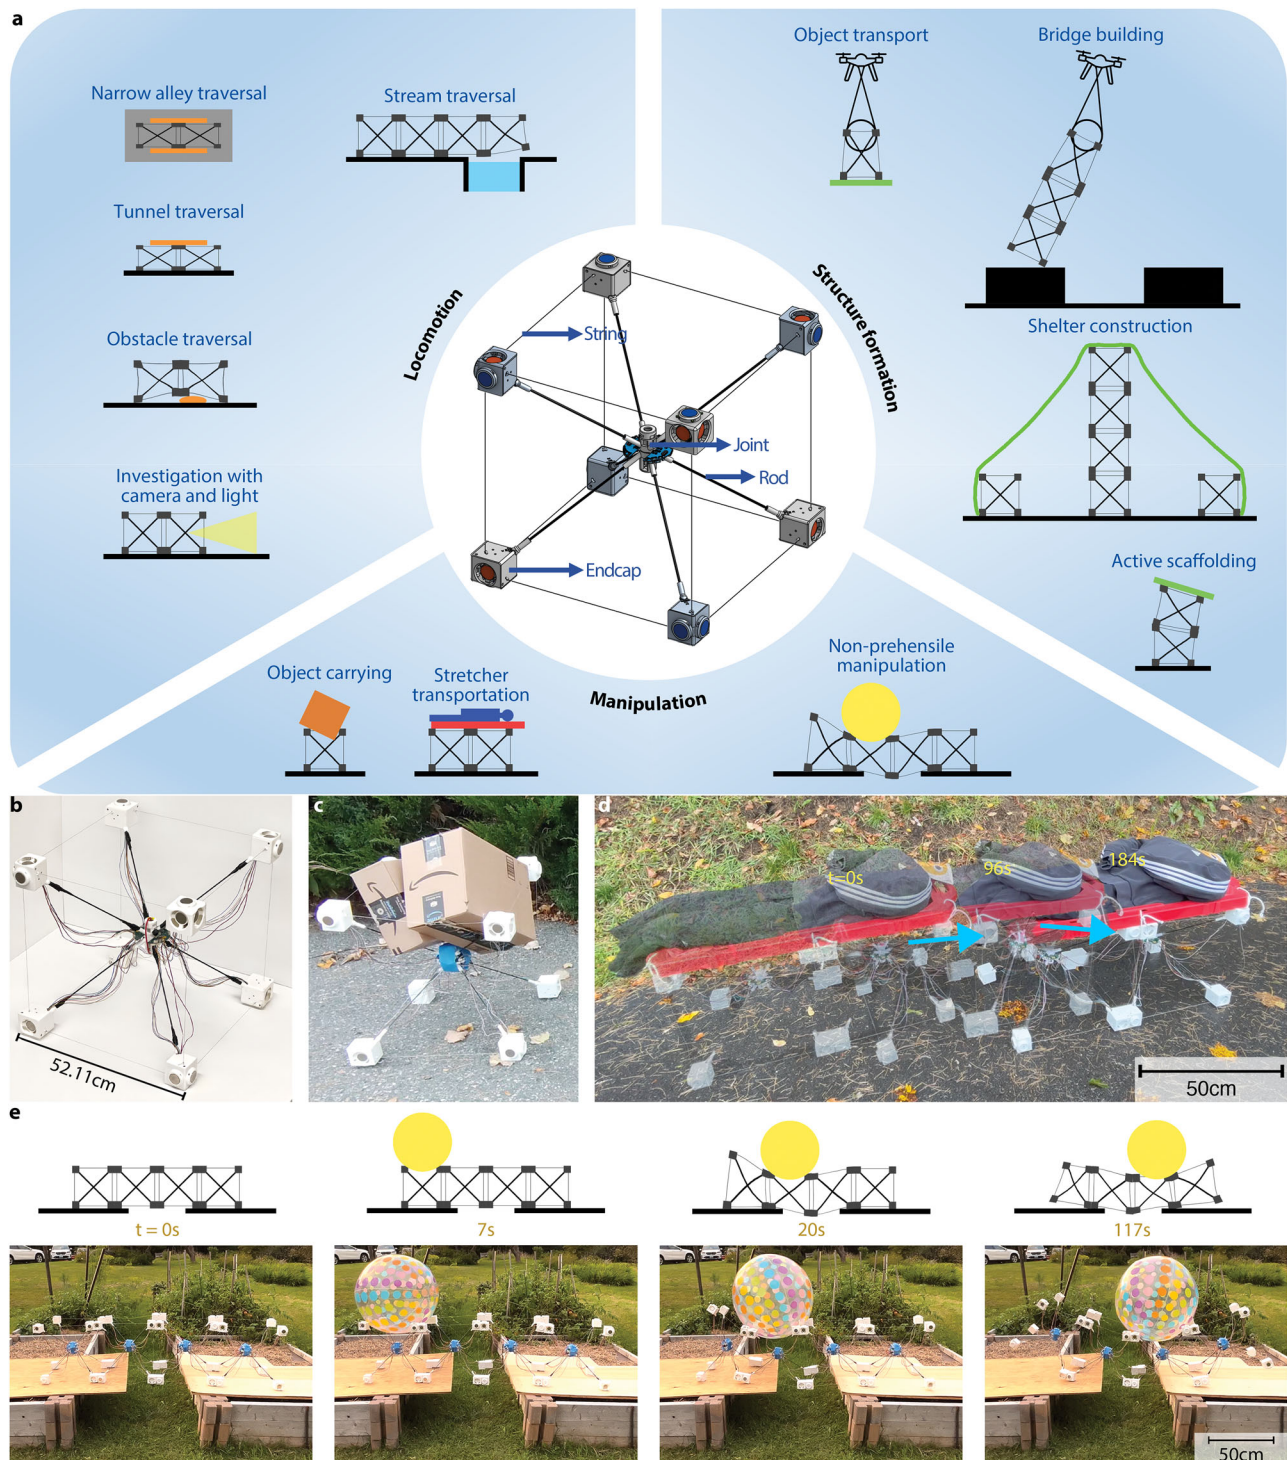 a
Narrow alley traversal
Stream traversal
Tunnel traversal
Obstacle traversal
Investigation with
camera and light
Locomotion
Object transport
Bridge building
Structure formation
Shelter construction
Active scaffolding
String
Joint
Rod
Endcap
Object carrying
Stretcher
transportation
Manipulation
Non-prehensile
manipulation
b
52.11cm
c
d
t=0s
96s
184s
50cm
e
t = 0s
7s
20s
117s
50cm